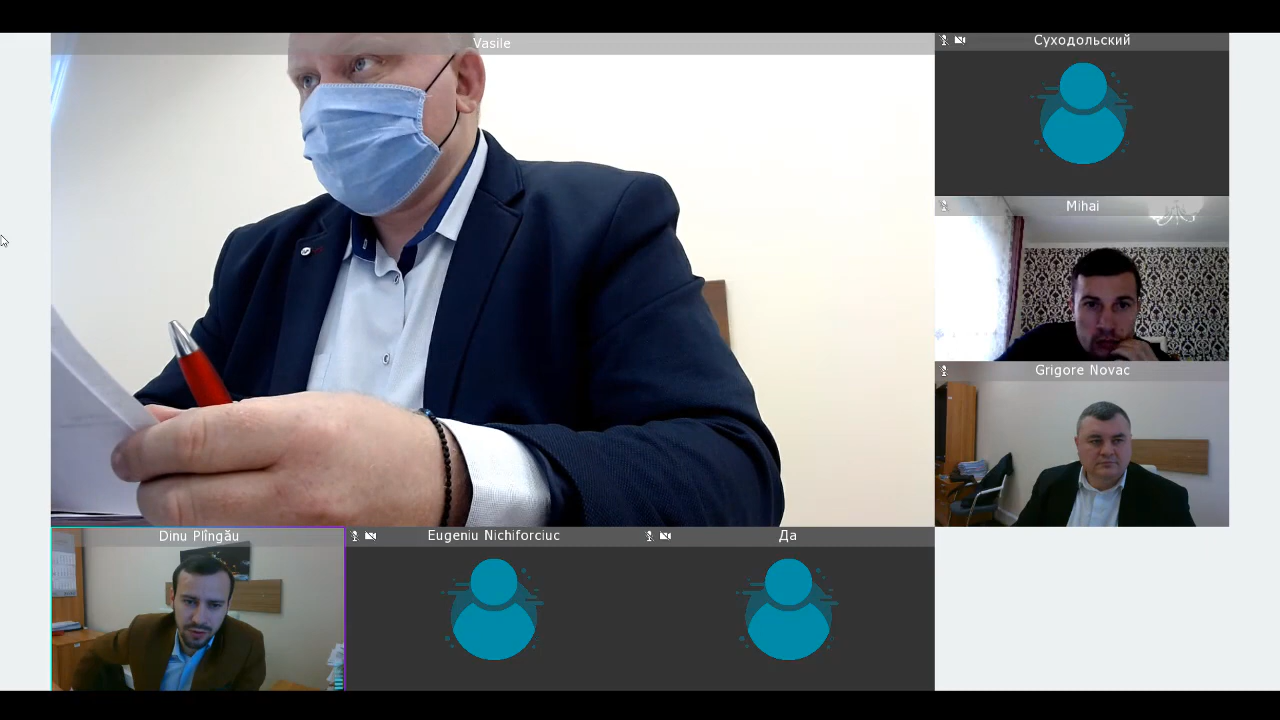 Vasile
Суходольский
Mihai
Grigore Novac
Dinu Plîngău
Eugeniu Nichiforciuc
Да